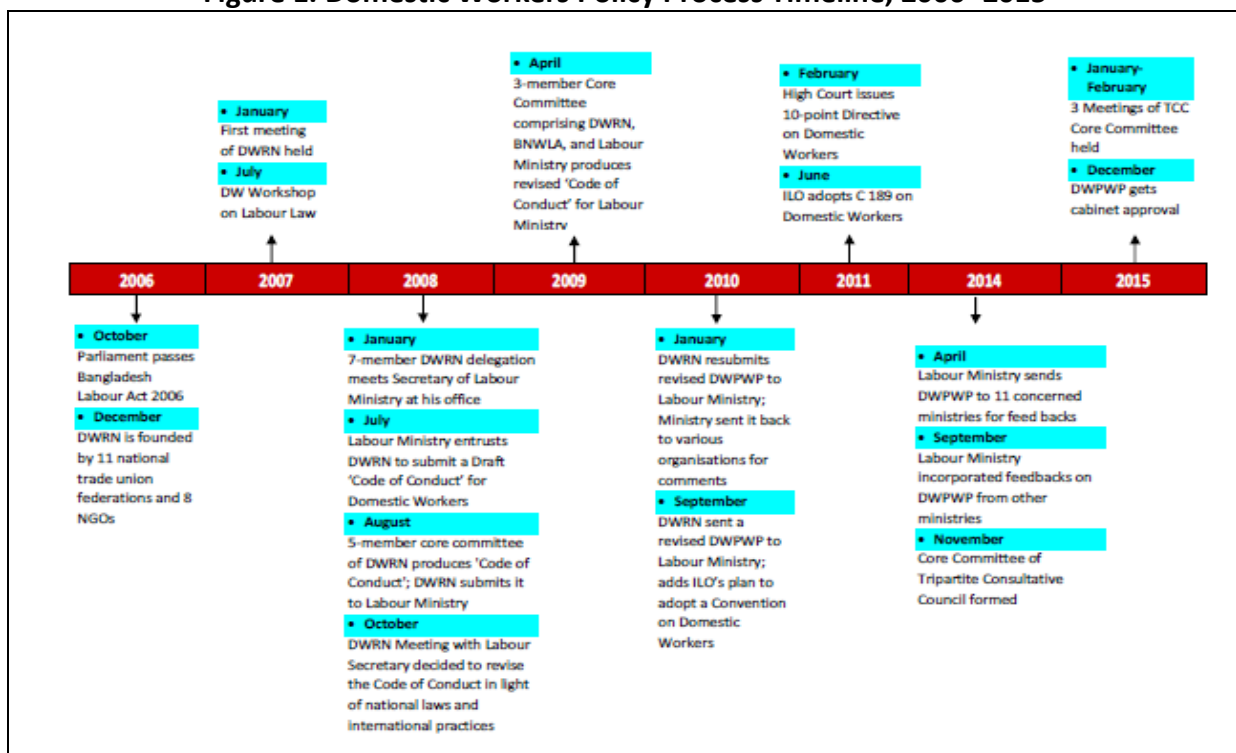 Figure 1: Domestic Workers Policy Process Timeline, 2006–2015
• January
First meeting
of DWRN held
• July
DW Workshop
on Labour Law
• April
3-member Core
Committee
comprising DWRN,
BNWLA, and Labour
Ministry produces
revised ‘Code of
Conduct’ for Labour
Ministry
• February
High Court issues
10-point Directive
on Domestic
Workers
• June
ILO adopts C 189 on
Domestic Workers
• January-
February
3 Meetings of TCC
Core Committee
held
• December
DWPWP gets
cabinet approval
2006 2007 2008 2009 2010 2011 2014 2015
• October
Parliament passes
Bangladesh
Labour Act 2006
• December
DWRN is founded
by 11 national
trade union
federations and 8
NGOs
• January
7-member DWRN delegation
meets Secretary of Labour
Ministry at his office
• July
Labour Ministry entrusts
DWRN to submit a Draft
‘Code of Conduct’ for
Domestic Workers
• August
5-member core committee
of DWRN produces ‘Code of
Conduct’; DWRN submits it
to Labour Ministry
• October
DWRN Meeting with Labour
Secretary decided to revise
the Code of Conduct in light
of national laws and
international practices
• January
DWRN resubmits
revised DWPWP to
Labour Ministry;
Ministry sent it back
to various
organisations for
comments
• September
DWRN sent a
revised DWPWP to
Labour Ministry;
adds ILO’s plan to
adopt a Convention
on Domestic
Workers
• April
Labour Ministry sends
DWPWP to 11 concerned
ministries for feed backs
• September
Labour Ministry
incorporated feedbacks on
DWPWP from other
ministries
• November
Core Committee of
Tripartite Consultative
Council formed